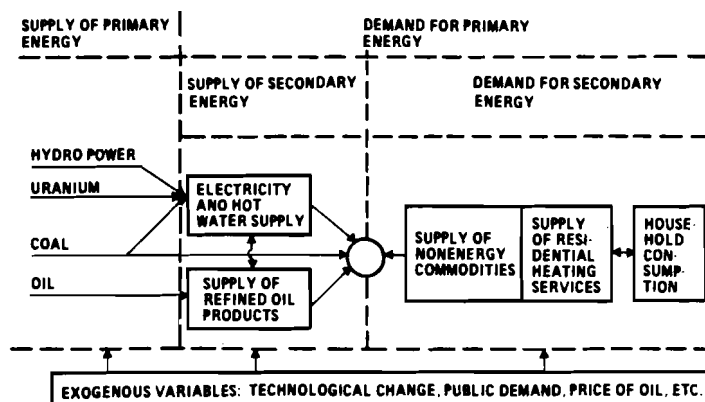 SUPPLY OF PRIMARY
ENERGY
DEMAND FOR PRIMARY
ENERGY
SUPPLY OF SECONDARY
ENERGY
DEMAND FOR SECONDARY
ENERGY
HYDRO POWER
URANIUM
COAL
OIL
ELECTRICITY
ANO HOT
WATER SUPPLY
SUPPLY OF
REFINED OIL
PRODUCTS
SUPPLY OF
NONENERGY
COMMODITIES
SUPPLY
OF RESI-
DENTIAL
HEATING
SERVICES
HOUSE-
HOLD
CON-
SUMP-
TION
EXOGENOUS VARIABLES: TECHNOLOGICAL CHANGE, PUBLIC DEMAND, PRICE OF OIL, ETC.